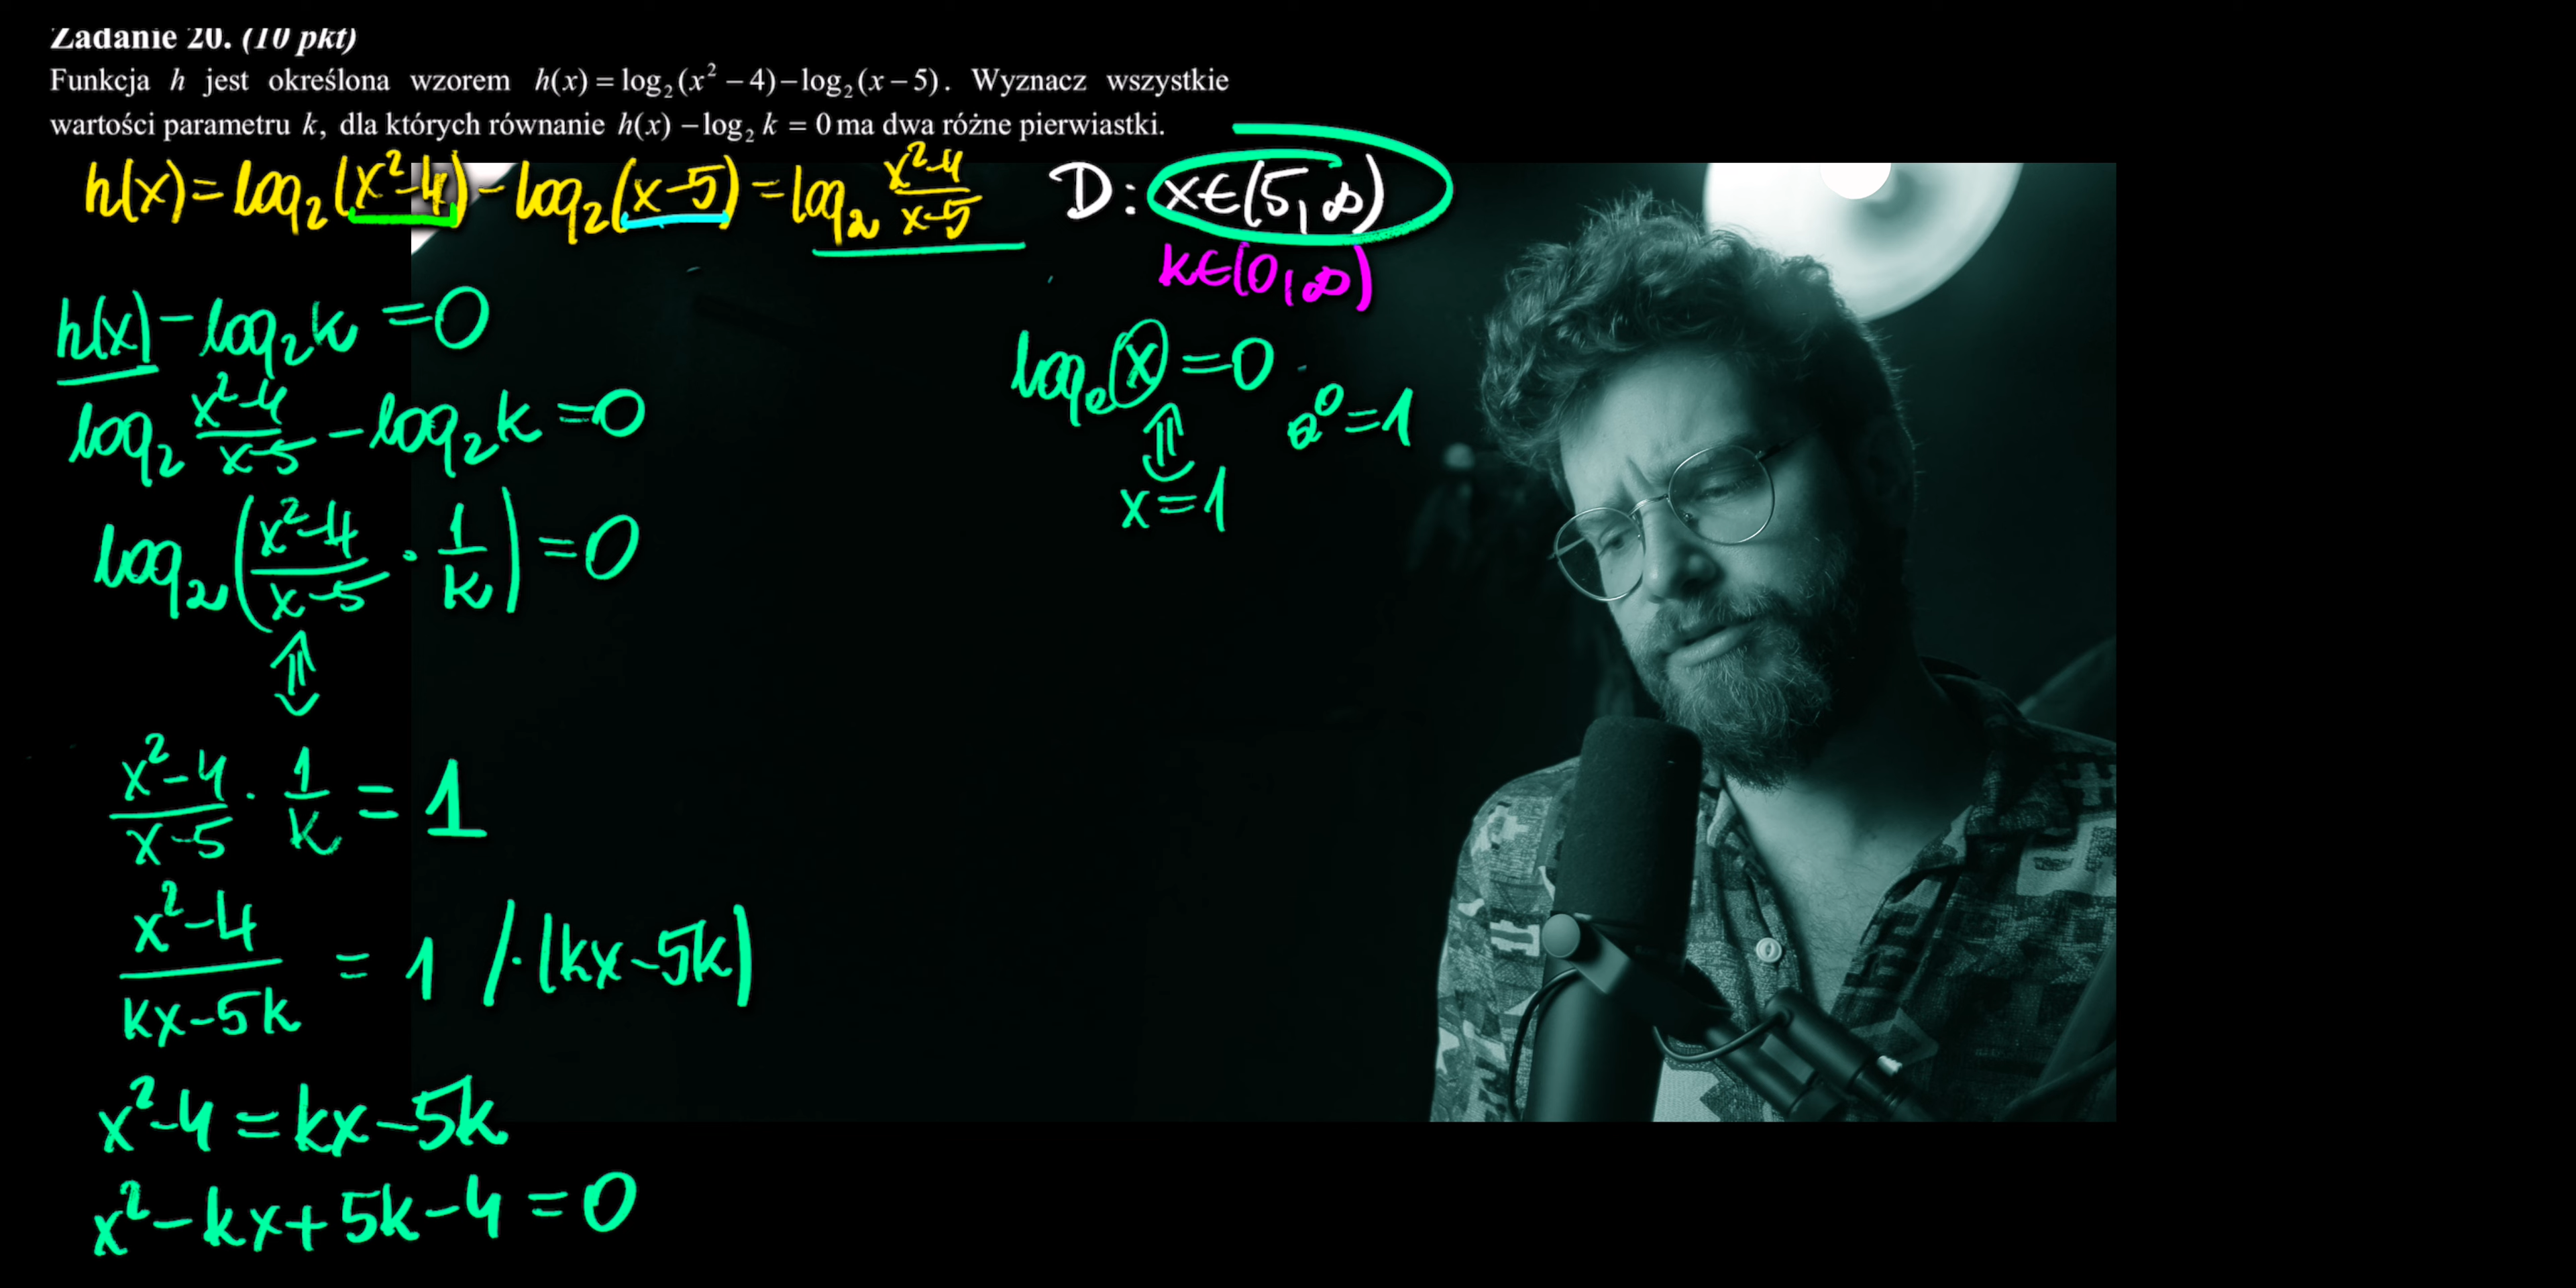 Zadanie 20. (10 pkt)
Funkcja h jest określona wzorem h(x) = log₂(x² − 4) − log₂(x − 5). Wyznacz wszystkie
wartości parametru k, dla których równanie h(x) − log₂ k = 0 ma dwa różne pierwiastki.
h(x) = log₂(x²−4) − log₂(x−5) = log₂ (x²−4)/(x−5)
D: x∈(5,∞)
k∈(0,∞)
h(x) − log₂k = 0
log₂ (x²−4)/(x−5) − log₂k = 0
log₂((x²−4)/(x−5) · 1/k) = 0
⇕
(x²−4)/(x−5) · 1/k = 1
(x²−4)/(kx−5k) = 1 /·(kx−5k)
x²−4 = kx−5k
x²−kx+5k−4 = 0
(x) = 0
⇕
x = 1
⁰ = 1